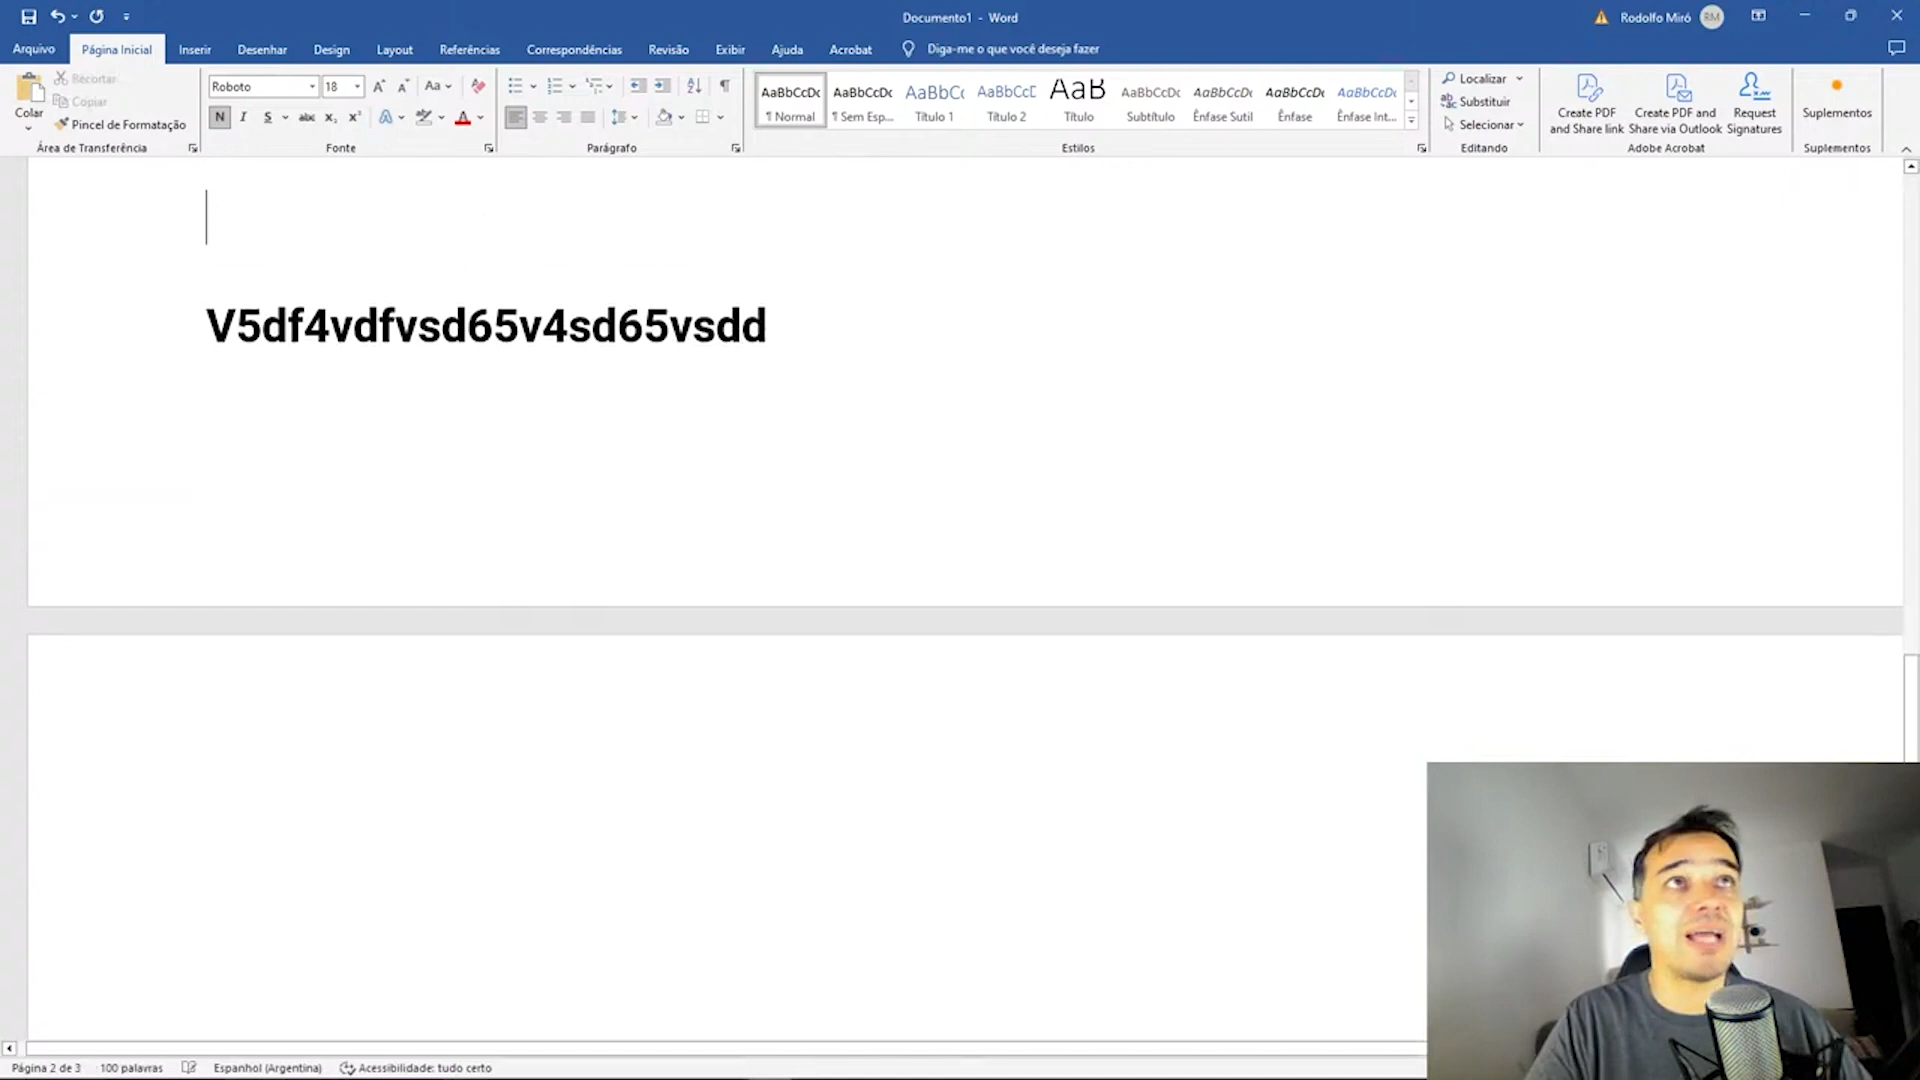 Documento1 - Word
Rodolfo Miró RM
Arquivo Página Inicial Inserir Desenhar Design Layout Referências Correspondências Revisão Exibir Ajuda Acrobat Diga-me o que você deseja fazer
Colar
Recortar
Copiar
Pincel de Formatação
Área de Transferência
Roboto 18 A A Aa
N I S abc x₂ x² A A
Fonte
Parágrafo
AaBbCcDc AaBbCcDc AaBbCc AaBbCcD AaB AaBbCcDc AaBbCcDc AaBbCcDc AaBbCcDc
¶ Normal ¶ Sem Esp... Título 1 Título 2 Título Subtítulo Ênfase Sutil Ênfase Ênfase Int...
Estilos
Localizar
Substituir
Selecionar
Editando
Create PDF and Share link
Create PDF and Share via Outlook
Request Signatures
Adobe Acrobat
Suplementos
Suplementos
V5df4vdfvsd65v4sd65vsdd
Página 2 de 3 100 palavras Espanhol (Argentina) Acessibilidade: tudo certo